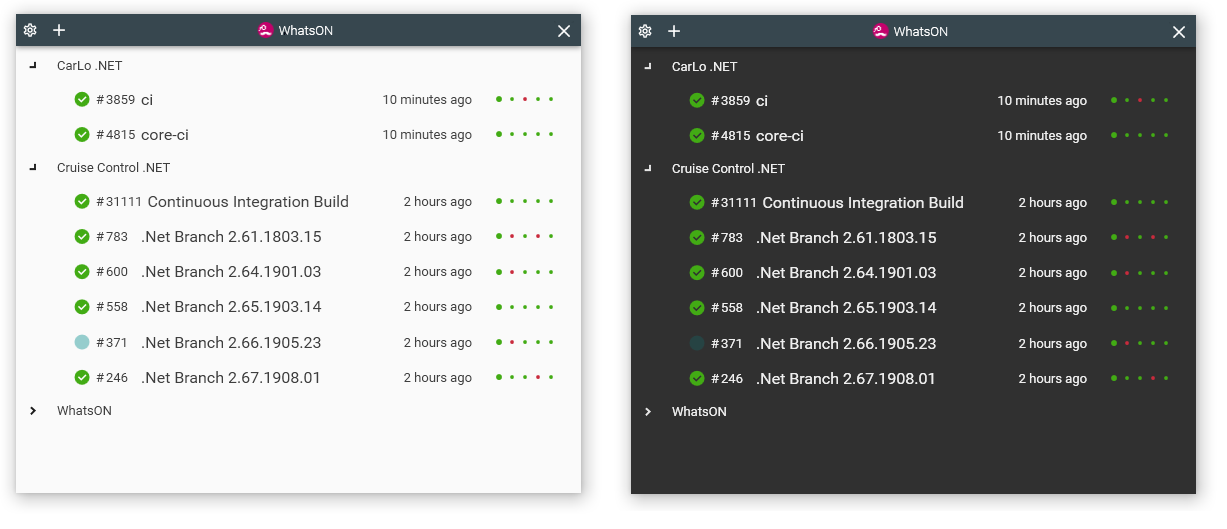 WhatsON
CarLo .NET
#3859 ci 10 minutes ago
#4815 core-ci 10 minutes ago
Cruise Control .NET
#31111 Continuous Integration Build 2 hours ago
#783 .Net Branch 2.61.1803.15 2 hours ago
#600 .Net Branch 2.64.1901.03 2 hours ago
#558 .Net Branch 2.65.1903.14 2 hours ago
#371 .Net Branch 2.66.1905.23 2 hours ago
#246 .Net Branch 2.67.1908.01 2 hours ago
WhatsON
WhatsON
CarLo .NET
#3859 ci 10 minutes ago
#4815 core-ci 10 minutes ago
Cruise Control .NET
#31111 Continuous Integration Build 2 hours ago
#783 .Net Branch 2.61.1803.15 2 hours ago
#600 .Net Branch 2.64.1901.03 2 hours ago
#558 .Net Branch 2.65.1903.14 2 hours ago
#371 .Net Branch 2.66.1905.23 2 hours ago
#246 .Net Branch 2.67.1908.01 2 hours ago
WhatsON